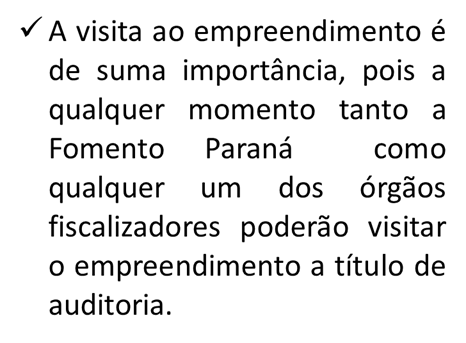 ✓ A visita ao empreendimento é
de suma importância, pois a
qualquer momento tanto a
Fomento Paraná como
qualquer um dos órgãos
fiscalizadores poderão visitar
o empreendimento a título de
auditoria.